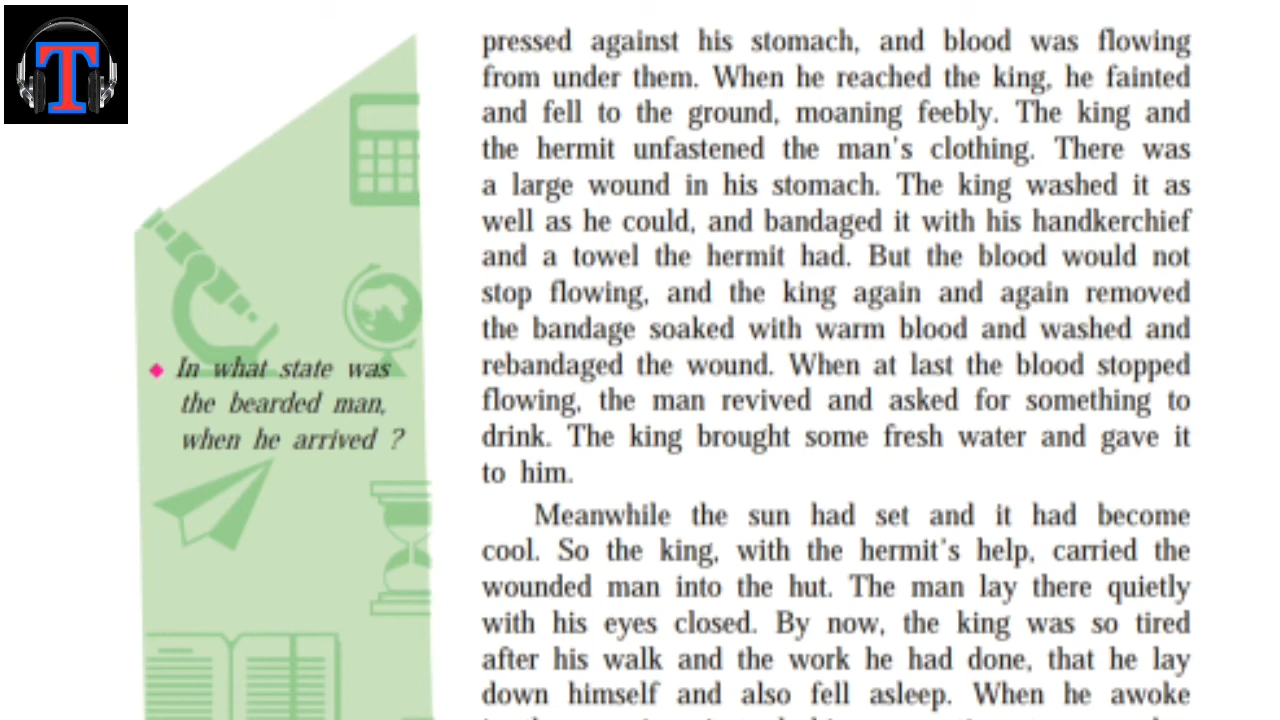 T
In what state was
the bearded man,
when he arrived ?
pressed against his stomach, and blood was flowing
from under them. When he reached the king, he fainted
and fell to the ground, moaning feebly. The king and
the hermit unfastened the man's clothing. There was
a large wound in his stomach. The king washed it as
well as he could, and bandaged it with his handkerchief
and a towel the hermit had. But the blood would not
stop flowing, and the king again and again removed
the bandage soaked with warm blood and washed and
rebandaged the wound. When at last the blood stopped
flowing, the man revived and asked for something to
drink. The king brought some fresh water and gave it
to him.
Meanwhile the sun had set and it had become
cool. So the king, with the hermit's help, carried the
wounded man into the hut. The man lay there quietly
with his eyes closed. By now, the king was so tired
after his walk and the work he had done, that he lay
down himself and also fell asleep. When he awoke